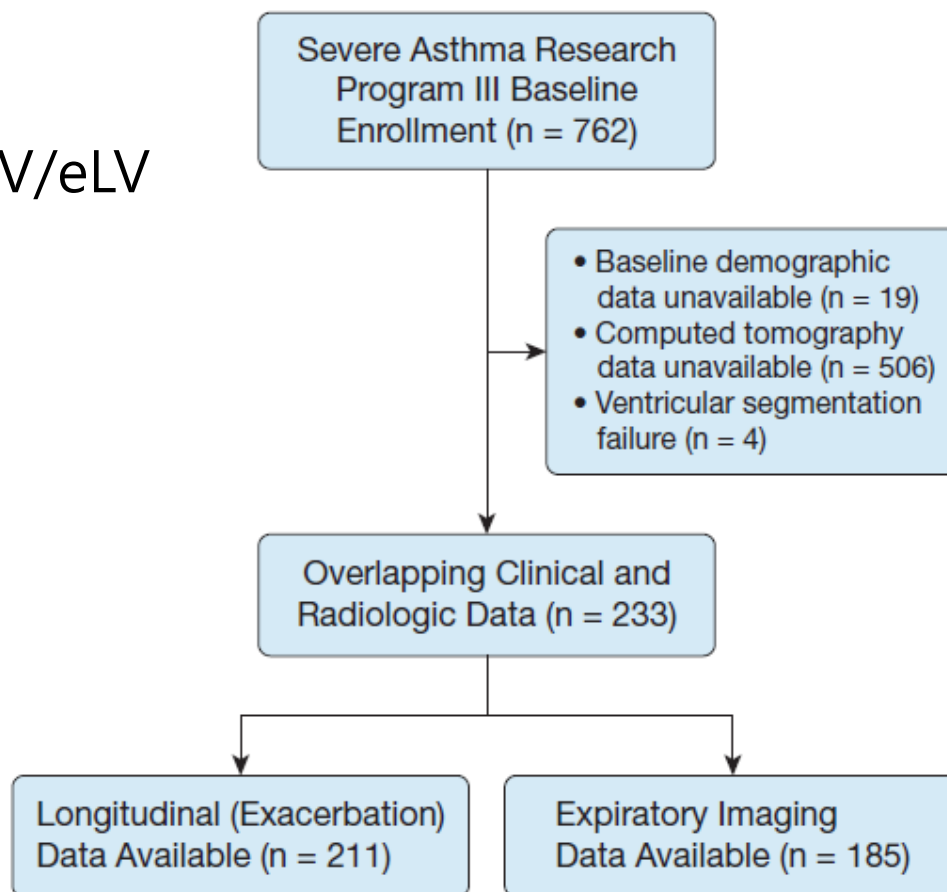 Severe Asthma Research
Program III Baseline
Enrollment (n = 762)
V/eLV
• Baseline demographic
data unavailable (n = 19)
• Computed tomography
data unavailable (n = 506)
• Ventricular segmentation
failure (n = 4)
Overlapping Clinical and
Radiologic Data (n = 233)
Longitudinal (Exacerbation)
Data Available (n = 211)
Expiratory Imaging
Data Available (n = 185)